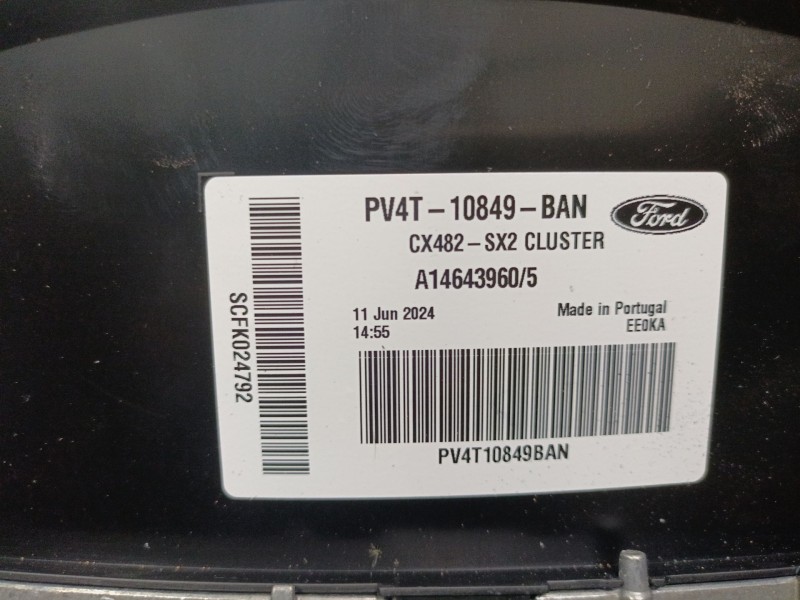 PV4T-10849-BAN
Ford
CX482-SX2 CLUSTER
A14643960/5
11 Jun 2024
14:55
Made in Portugal
EE0KA
SCFK024792
PV4T10849BAN